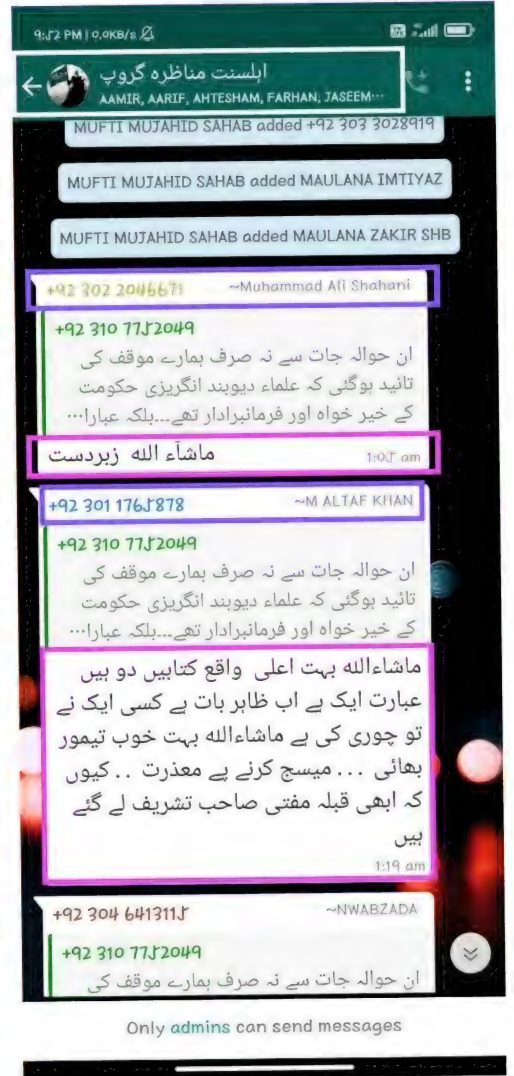 9:52 PM | 0.0KB/s
اہلسنت مناظرہ گروپ
AAMIR, AARIF, AHTESHAM, FARHAN, JASEEM...
MUFTI MUJAHID SAHAB added +92 303 3028919
MUFTI MUJAHID SAHAB added MAULANA IMTIYAZ
MUFTI MUJAHID SAHAB added MAULANA ZAKIR SHB
+92 302 2046671 ~Muhammad Ali Shahani
+92 310 7752049
ان حوالہ جات سے نہ صرف ہمارے موقف کی
تائید ہوگئی کہ علماء دیوبند انگریزی حکومت
کے خیر خواہ اور فرمانبرادار تھے...بلکہ عبارا...
ماشآء اللہ زبردست
1:05 am
+92 301 1765878 ~M ALTAF KHAN
+92 310 7752049
ان حوالہ جات سے نہ صرف ہمارے موقف کی
تائید ہوگئی کہ علماء دیوبند انگریزی حکومت
کے خیر خواہ اور فرمانبرادار تھے...بلکہ عبارا...
ماشاءاللہ بہت اعلی واقع کتابیں دو ہیں
عبارت ایک ہے اب ظاہر بات ہے کسی ایک نے
تو چوری کی ہے ماشاءاللہ بہت خوب تیمور
بھائی ... میسج کرنے پے معذرت .. کیوں
کہ ابھی قبلہ مفتی صاحب تشریف لے گئے
ہیں
1:19 am
+92 304 6413115 ~NWABZADA
+92 310 7752049
ان حوالہ جات سے نہ صرف ہمارے موقف کی
Only admins can send messages